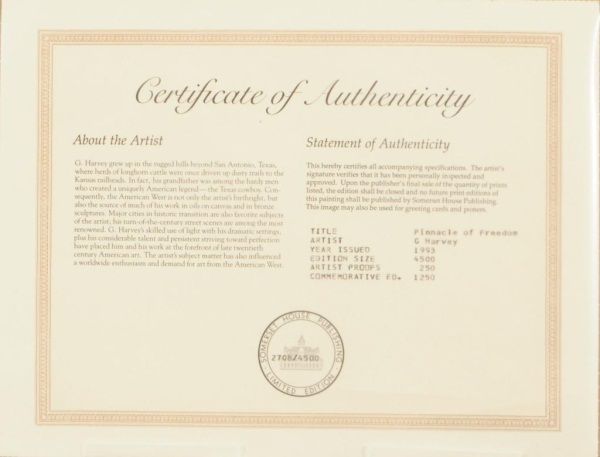 Certificate of Authenticity
About the Artist
G. Harvey grew up in the rugged hills beyond San Antonio, Texas,
where herds of longhorn cattle were once driven up dusty trails to the
Kansas railheads. In fact, his grandfather was among the hardy men
who created a uniquely American legend — the Texas cowboy. Con-
sequently, the American West is not only the artist's birthright, but
also the source of much of his work in oils on canvas and in bronze
sculptures. Major cities in historic transition are also favorite subjects
of the artist; his turn-of-the-century street scenes are among the most
renowned. G. Harvey's skilled use of light with his dramatic settings,
plus his considerable talent and persistent striving toward perfection
have placed him and his work at the forefront of late twentieth
century American art. The artist's subject matter has also influenced
a worldwide enthusiasm and demand for art from the American West.
Statement of Authenticity
This hereby certifies all accompanying specifications. The artist's
signature verifies that it has been personally inspected and
approved. Upon the publisher's final sale of the quantity of prints
listed, the edition shall be closed and no future print editions of
this painting shall be published by Somerset House Publishing.
This image may also be used for greeting cards and posters.
TITLE Pinnacle of Freedom
ARTIST G Harvey
YEAR ISSUED 1993
EDITION SIZE 4500
ARTIST PROOFS 250
COMMEMORATIVE ED. 1250
SOMERSET HOUSE PUBLISHING
2708/4500
LIMITED EDITION